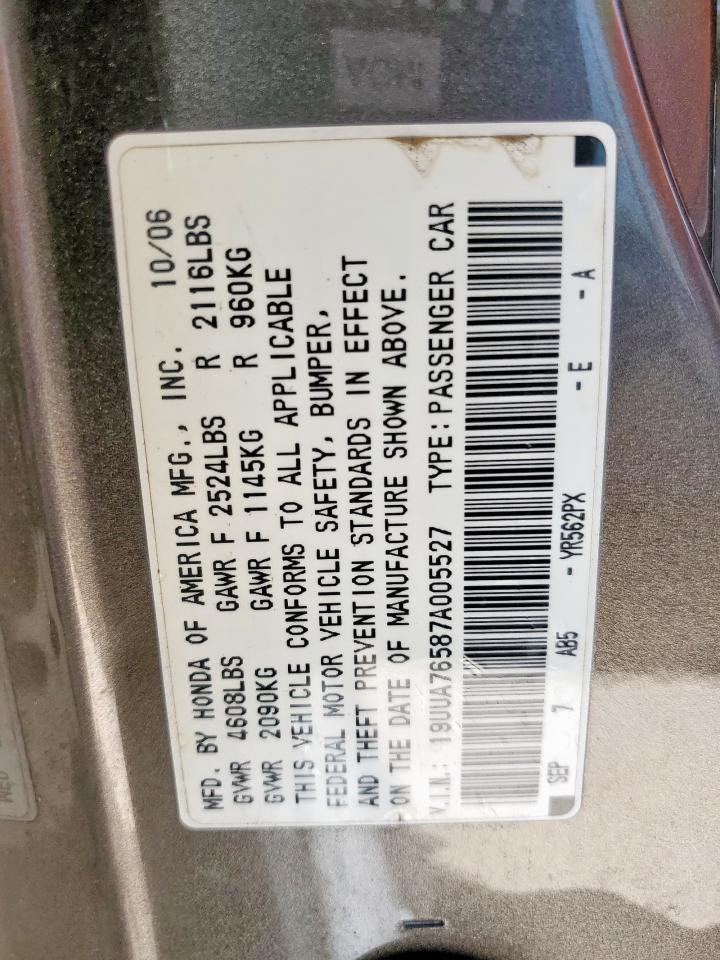 MFD. BY HONDA OF AMERICA MFG., INC. 10/06
GVWR 4608LBS GAWR F 2524LBS R 2116LBS
GVWR 2090KG GAWR F 1145KG R 960KG
THIS VEHICLE CONFORMS TO ALL APPLICABLE
FEDERAL MOTOR VEHICLE SAFETY, BUMPER,
AND THEFT PREVENTION STANDARDS IN EFFECT
ON THE DATE OF MANUFACTURE SHOWN ABOVE.
V.I.N.: 19UUA76587A005527 TYPE: PASSENGER CAR
SEP 7 AB5 - YR562PX - E - A